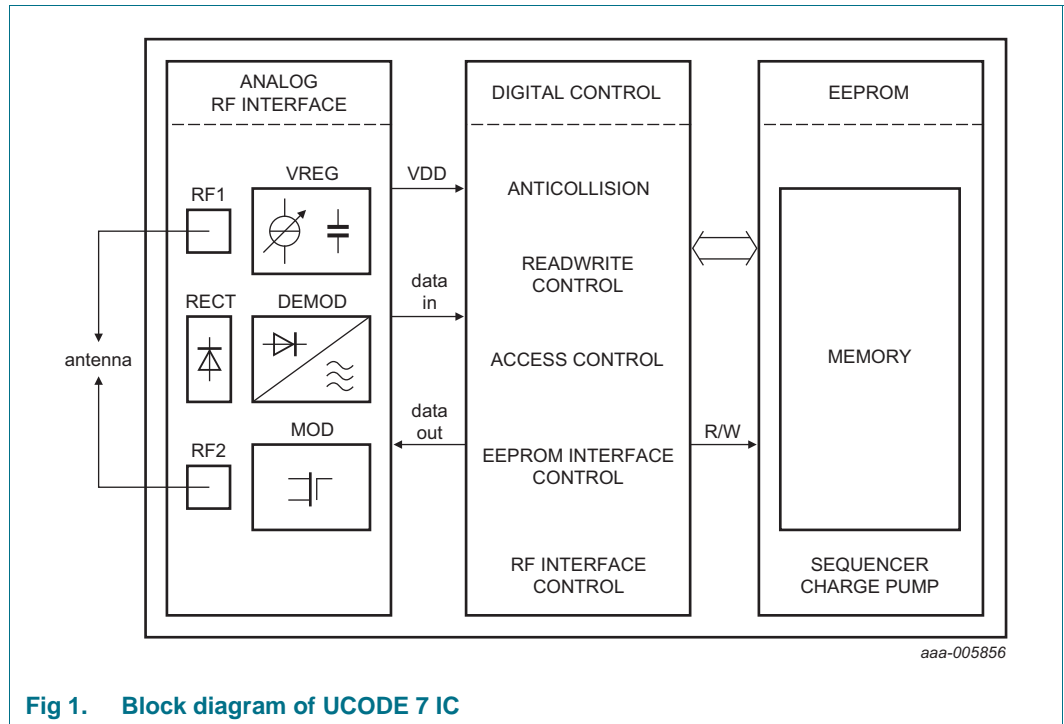 ANALOG
RF INTERFACE
DIGITAL CONTROL
EEPROM
VREG
VDD
RF1
ANTICOLLISION
READWRITE
CONTROL
data
in
RECT
DEMOD
antenna
ACCESS CONTROL
MEMORY
data
out
MOD
R/W
RF2
EEPROM INTERFACE
CONTROL
RF INTERFACE
CONTROL
SEQUENCER
CHARGE PUMP
aaa-005856
Fig 1. Block diagram of UCODE 7 IC